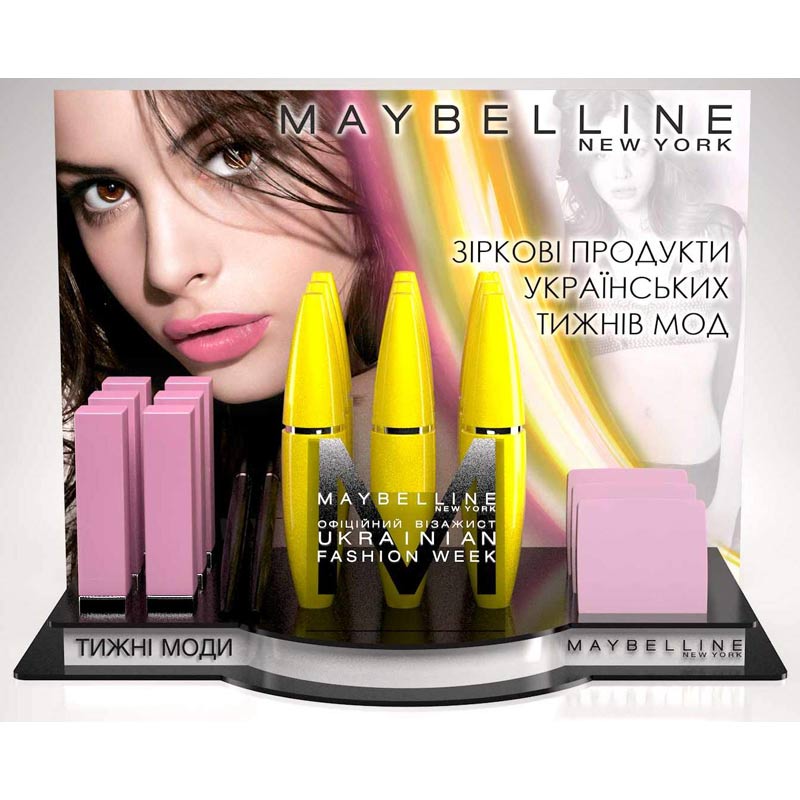 MAYBELLINE
NEW YORK
ЗІРКОВІ ПРОДУКТИ
УКРАЇНСЬКИХ
ТИЖНІВ МОД
M
MAYBELLINE
NEW YORK
ОФІЦІЙНИЙ ВІЗАЖИСТ
UKRAINIAN
FASHION WEEK
ТИЖНІ МОДИ
MAYBELLINE
NEW YORK